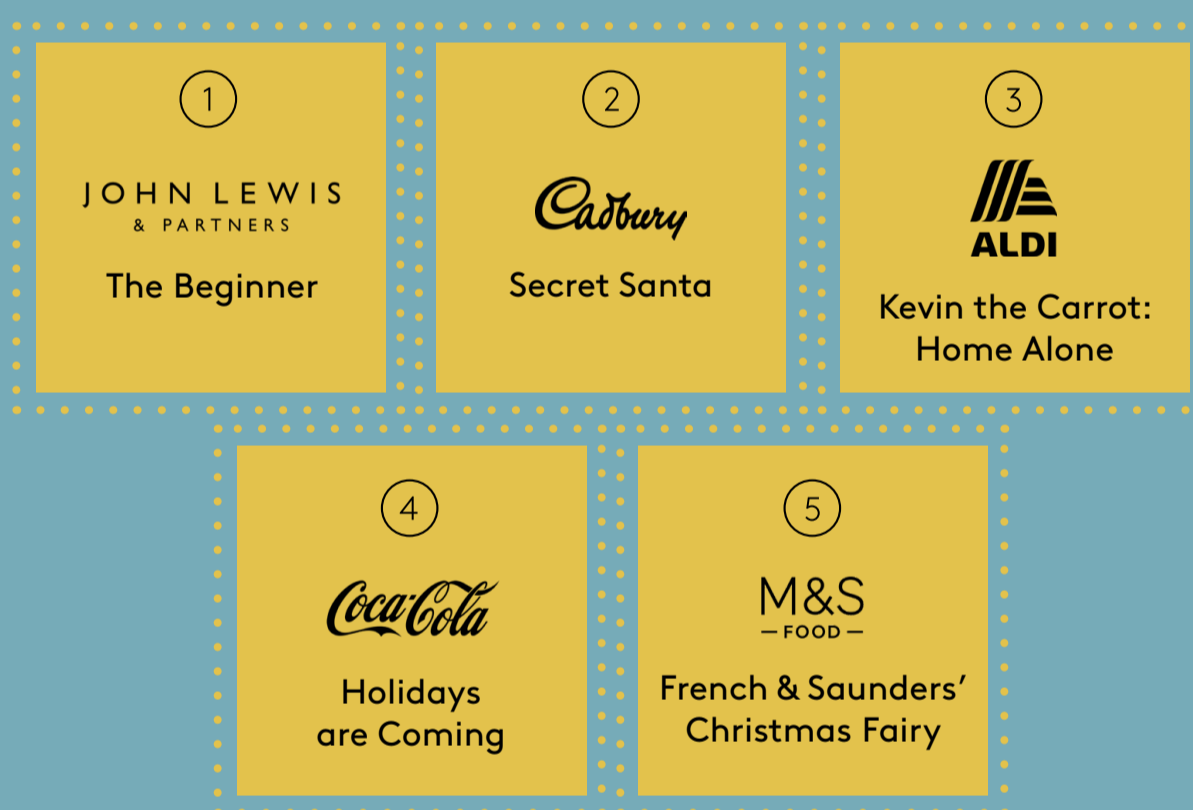 1
JOHN LEWIS
& PARTNERS
The Beginner
2
Cadbury
Secret Santa
3
ALDI
Kevin the Carrot:
Home Alone
4
Coca-Cola
Holidays
are Coming
5
M&S
FOOD
French & Saunders’
Christmas Fairy